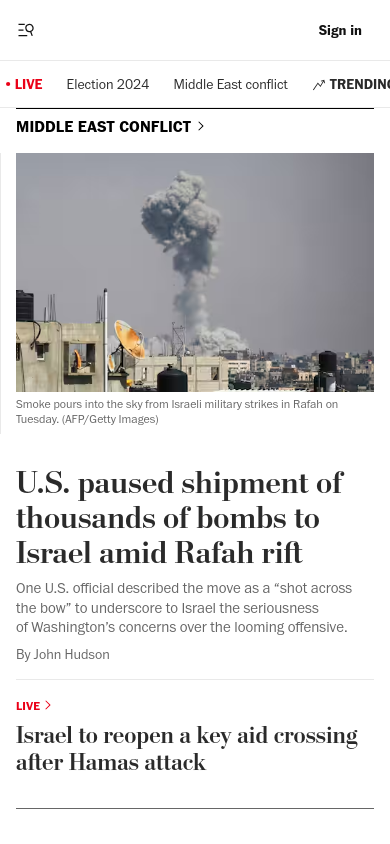 Sign in
• LIVE Election 2024 Middle East conflict TRENDING
MIDDLE EAST CONFLICT >
Smoke pours into the sky from Israeli military strikes in Rafah on
Tuesday. (AFP/Getty Images)
U.S. paused shipment of
thousands of bombs to
Israel amid Rafah rift
One U.S. official described the move as a “shot across
the bow” to underscore to Israel the seriousness
of Washington’s concerns over the looming offensive.
By John Hudson
LIVE >
Israel to reopen a key aid crossing
after Hamas attack